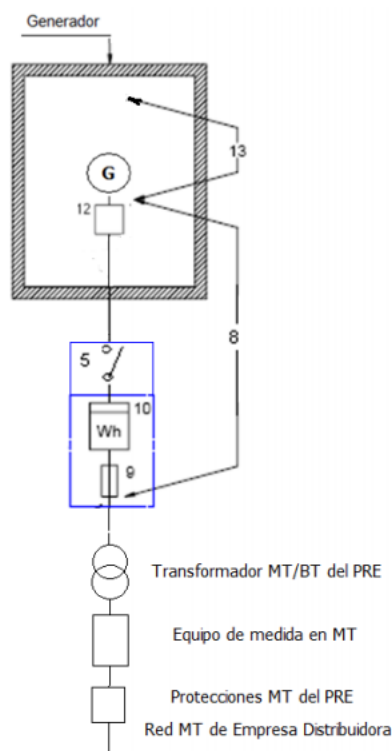 Generador
13
G
12
8
5
10
Wh
9
Transformador MT/BT del PRE
Equipo de medida en MT
Protecciones MT del PRE
Red MT de Empresa Distribuidora